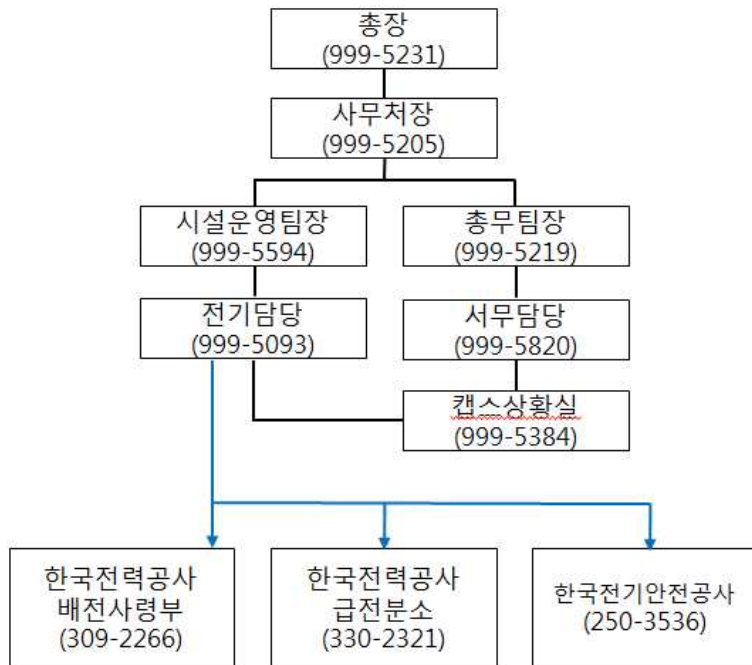 총장
(999-5231)
사무처장
(999-5205)
시설운영팀장
(999-5594)
총무팀장
(999-5219)
전기담당
(999-5093)
서무담당
(999-5820)
캡스상황실
(999-5384)
한국전력공사
배전사령부
(309-2266)
한국전력공사
급전분소
(330-2321)
한국전기안전공사
(250-3536)